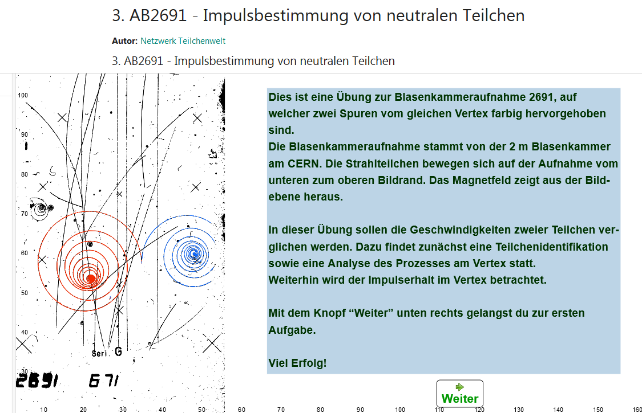 3. AB2691 - Impulsbestimmung von neutralen Teilchen
Autor: Netzwerk Teilchenwelt
3. AB2691 - Impulsbestimmung von neutralen Teilchen
Dies ist eine Übung zur Blasenkammeraufnahme 2691, auf
welcher zwei Spuren vom gleichen Vertex farbig hervorgehoben
sind.
Die Blasenkammeraufnahme stammt von der 2 m Blasenkammer
am CERN. Die Strahlteilchen bewegen sich auf der Aufnahme vom
unteren zum oberen Bildrand. Das Magnetfeld zeigt aus der Bild-
ebene heraus.
In dieser Übung sollen die Geschwindigkeiten zweier Teilchen ver-
glichen werden. Dazu findet zunächst eine Teilchenidentifikation
sowie eine Analyse des Prozesses am Vertex statt.
Weiterhin wird der Impulserhalt im Vertex betrachtet.
Mit dem Knopf “Weiter” unten rechts gelangst du zur ersten
Aufgabe.
Viel Erfolg!
Weiter
100
90
80
70
60
50
40
30
Seri. G
2691 671
10 20 30 40 50 60 70 80 90 100 110 120 130 140 150 160